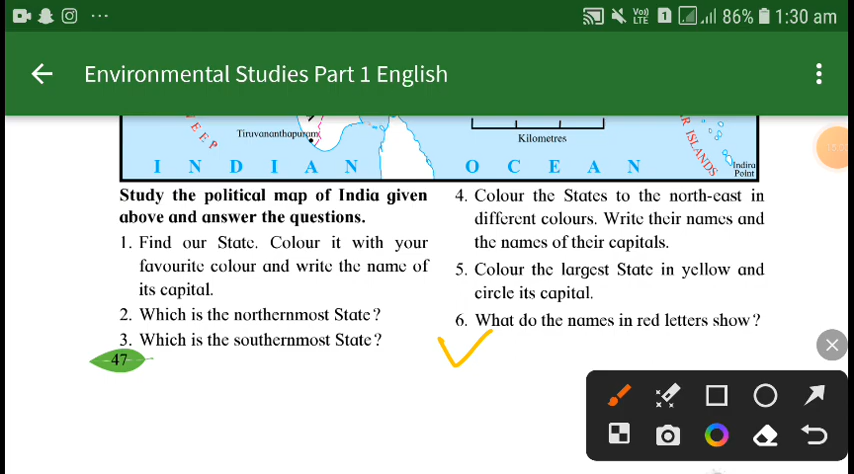 ... Vo) LTE 1 86% 1:30 am
Environmental Studies Part 1 English
EEP
Tiruvananthapuram
Kilometres
R ISLANDS
Indira Point
INDIAN OCEAN
Study the political map of India given
above and answer the questions.
1. Find our State. Colour it with your
favourite colour and write the name of
its capital.
2. Which is the northernmost State?
3. Which is the southernmost State?
47
4. Colour the States to the north-east in
different colours. Write their names and
the names of their capitals.
5. Colour the largest State in yellow and
circle its capital.
6. What do the names in red letters show?